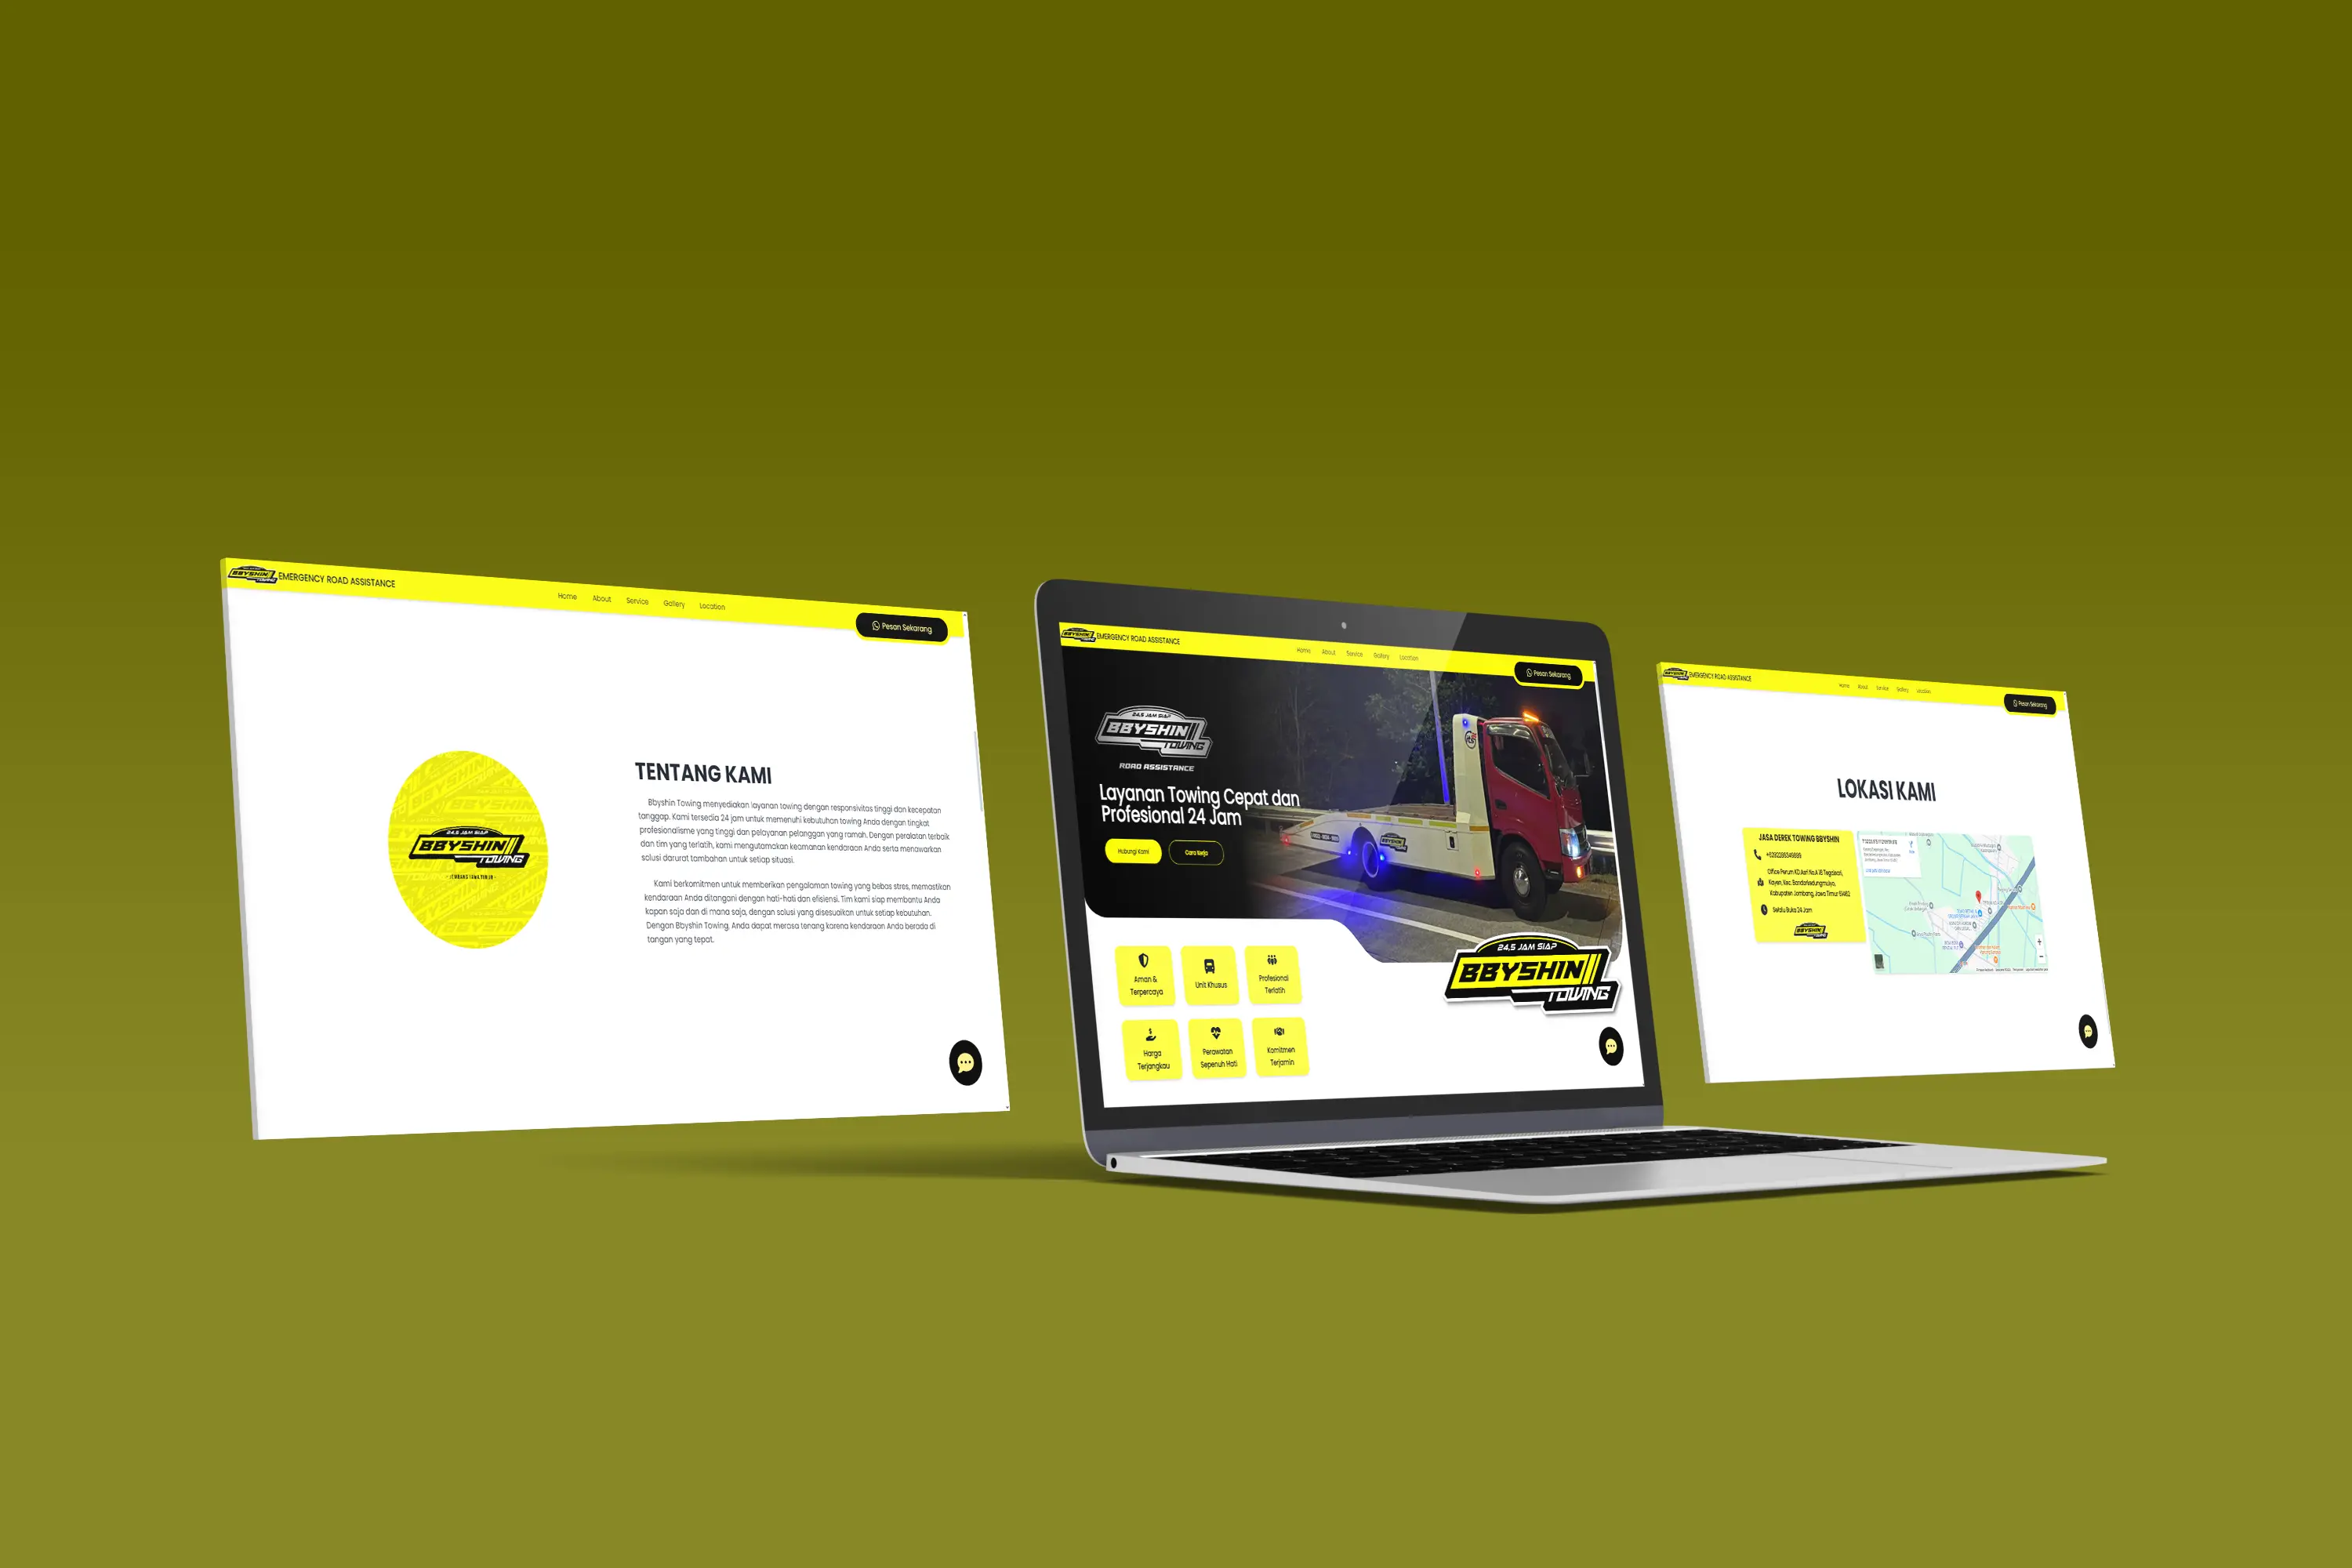 BBYSHIN
TOWING
EMERGENCY ROAD ASSISTANCE
Home
About
Service
Gallery
Location
Pesan Sekarang
24,5 JAM SIAP
BBYSHIN
TOWING
TENTANG KAMI
Bbyshin Towing menyediakan layanan towing dengan responsivitas tinggi dan kecepatan
tanggap. Kami tersedia 24 jam untuk memenuhi kebutuhan towing Anda dengan tingkat
profesionalisme yang tinggi dan pelayanan pelanggan yang ramah. Dengan peralatan terbaik
dan tim yang terlatih, kami mengutamakan keamanan kendaraan Anda serta menawarkan
solusi darurat tambahan untuk setiap situasi.
Kami berkomitmen untuk memberikan pengalaman towing yang bebas stres, memastikan
kendaraan Anda ditangani dengan hati-hati dan efisiensi. Tim kami siap membantu Anda
kapan saja dan di mana saja, dengan solusi yang disesuaikan untuk setiap kebutuhan.
Dengan Bbyshin Towing, Anda dapat merasa tenang karena kendaraan Anda berada di
tangan yang tepat.
BBYSHIN
EMERGENCY ROAD ASSISTANCE
Home
About
Service
Gallery
Location
Pesan Sekarang
24,5 JAM SIAP
BBYSHIN
TOWING
ROAD ASSISTANCE
Layanan Towing Cepat dan
Profesional 24 Jam
Hubungi Kami
Cara Kerja
Aman &
Terpercaya
Unit Khusus
Profesional
Terlatih
Harga
Terjangkau
Perawatan
Sepenuh Hati
Komitmen
Terjamin
24,5 JAM SIAP
BBYSHIN
TOWING
EMERGENCY ROAD ASSISTANCE
Home
About
Service
Gallery
Location
Pesan Sekarang
LOKASI KAMI
JASA DEREK TOWING BBYSHIN
Kayen, Kec. Bandarkedungmulyo,
Kabupaten Jombang, Jawa Timur 61462
Selalu Buka 24 Jam
BBYSHIN